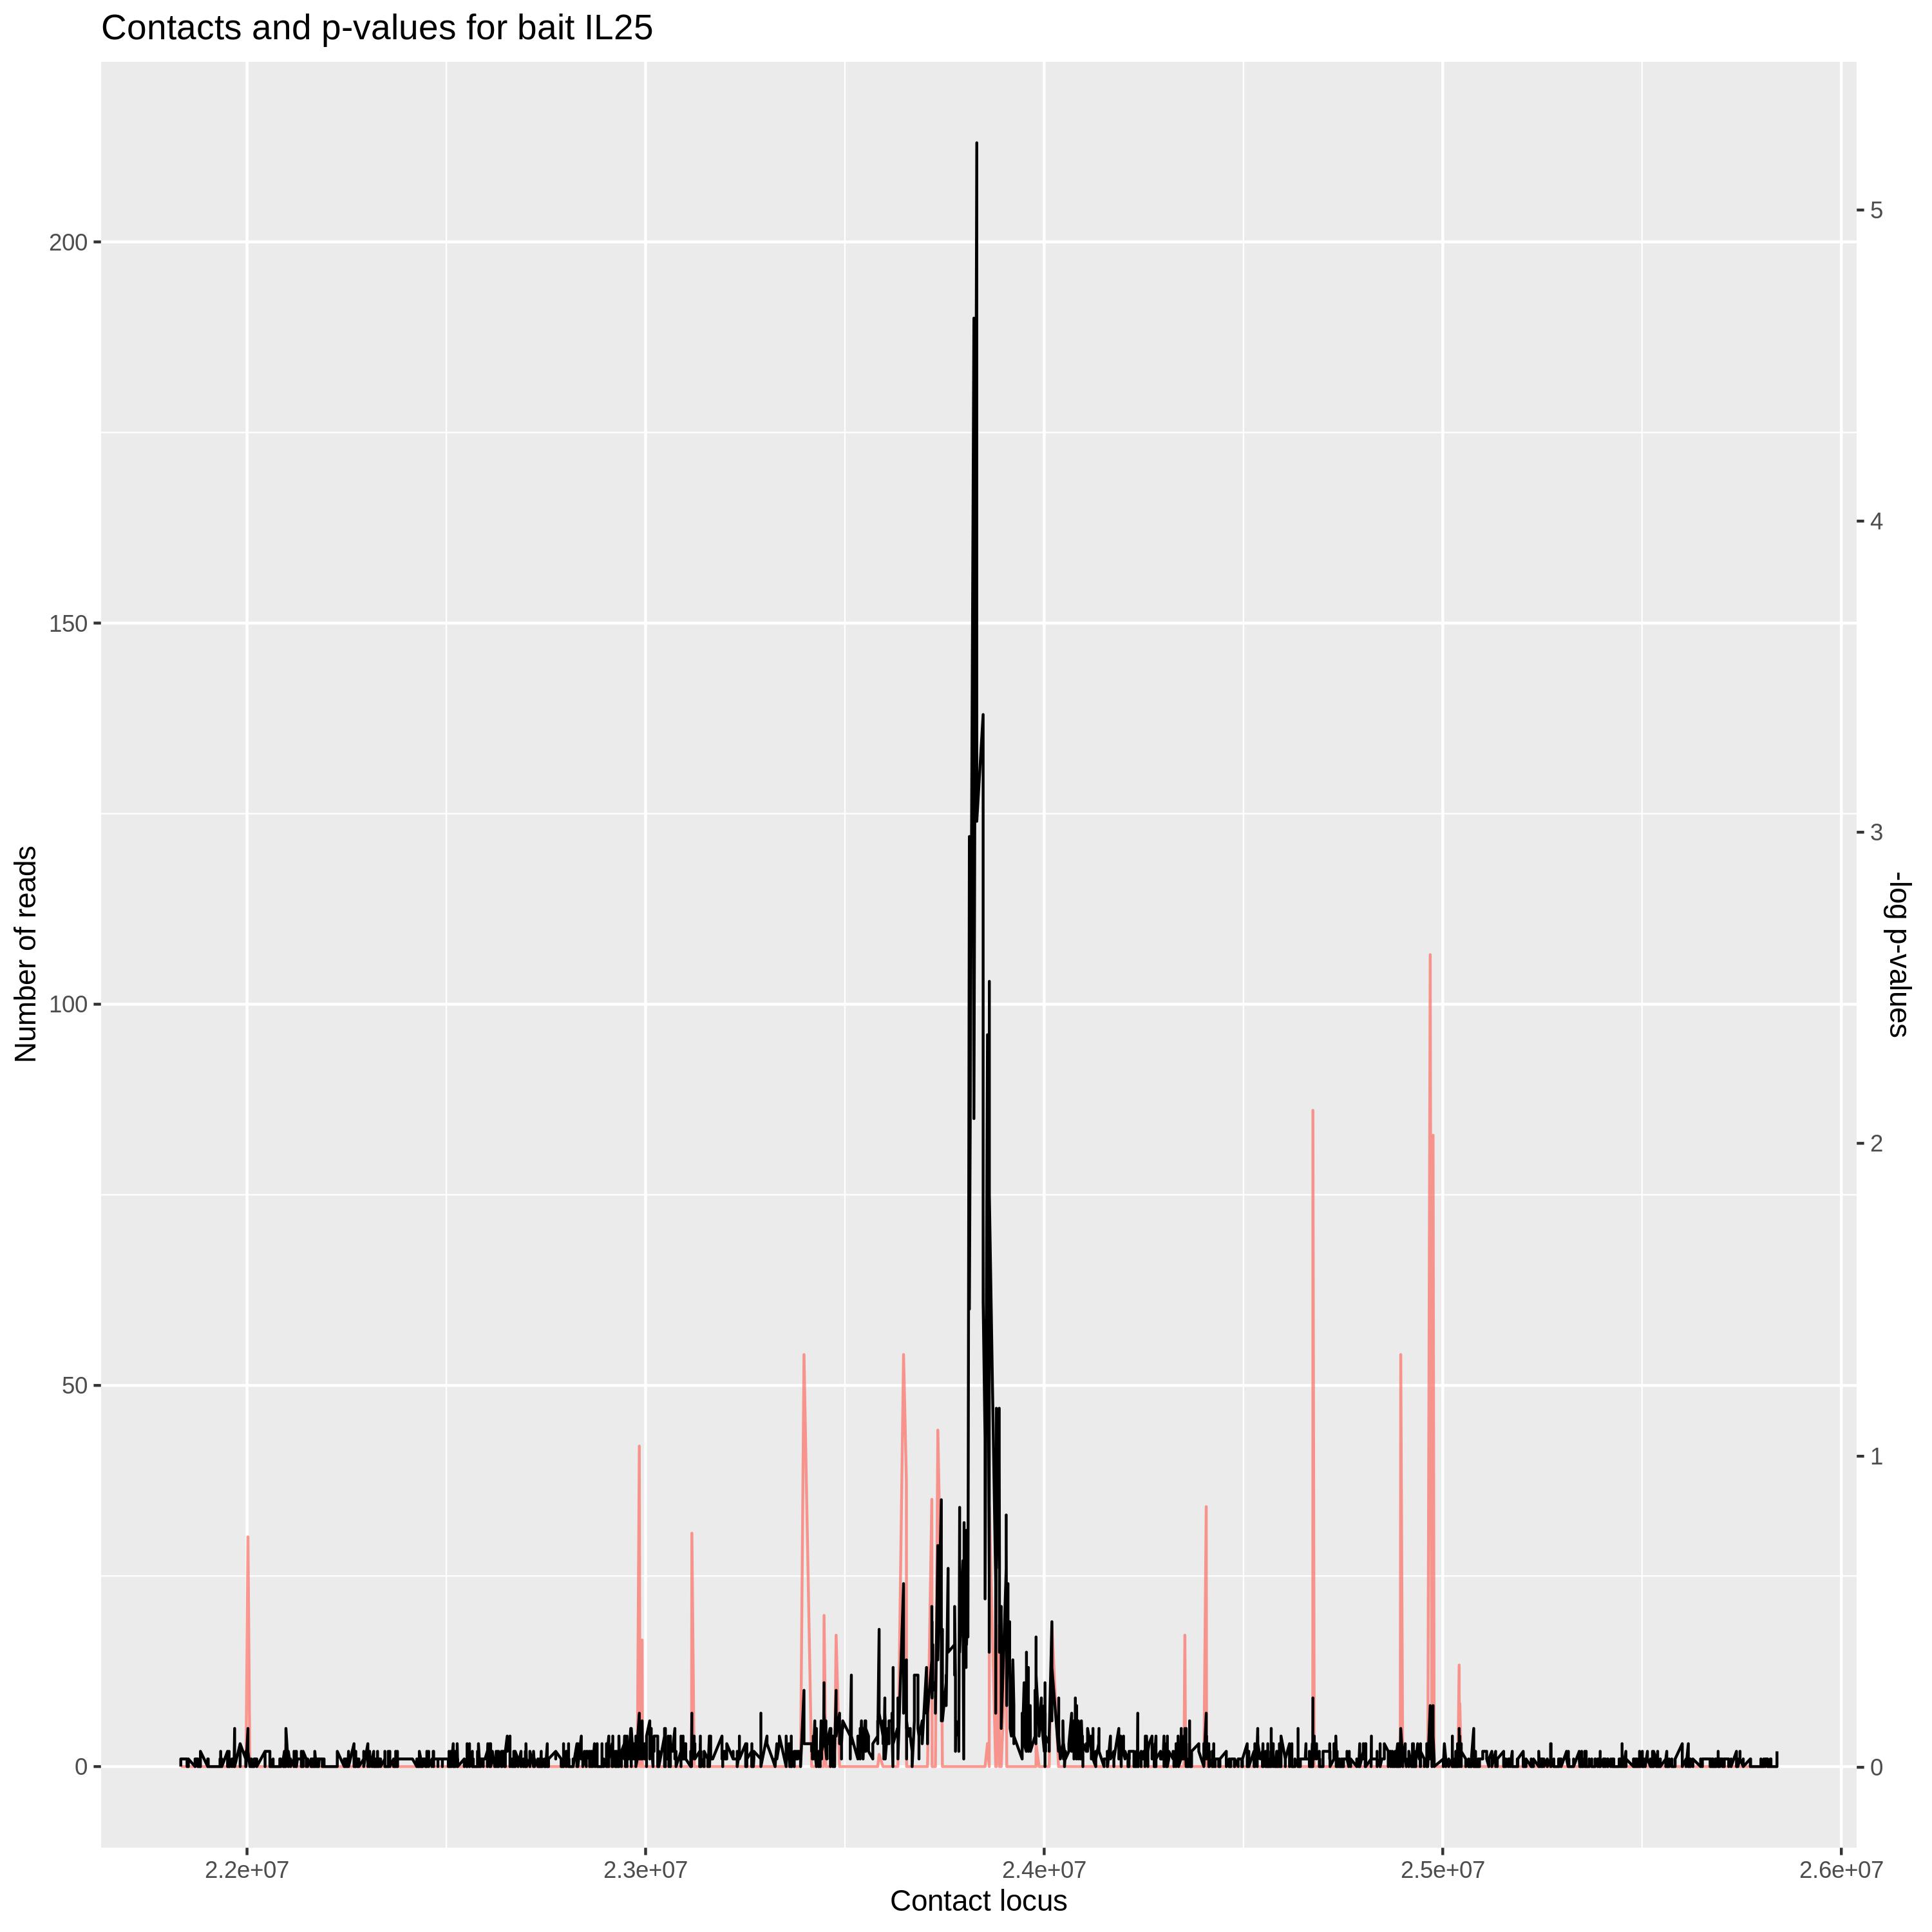 Contacts and p-values for bait IL25
Number of reads
200
150
100
50
0
5
4
3
2
1
0
-log p-values
2.2e+07
2.3e+07
2.4e+07
2.5e+07
2.6e+07
Contact locus